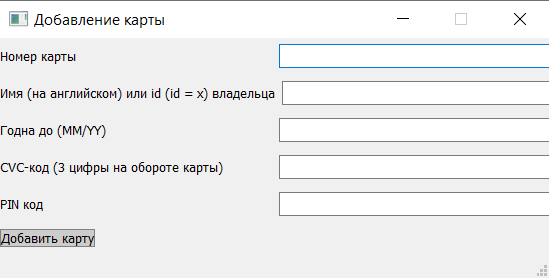 Добавление карты
Номер карты
Имя (на английском) или id (id = x) владельца
Годна до (MM/YY)
CVC-код (3 цифры на обороте карты)
PIN код
Добавить карту